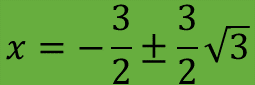 x = −3/2 ± 3/2√3